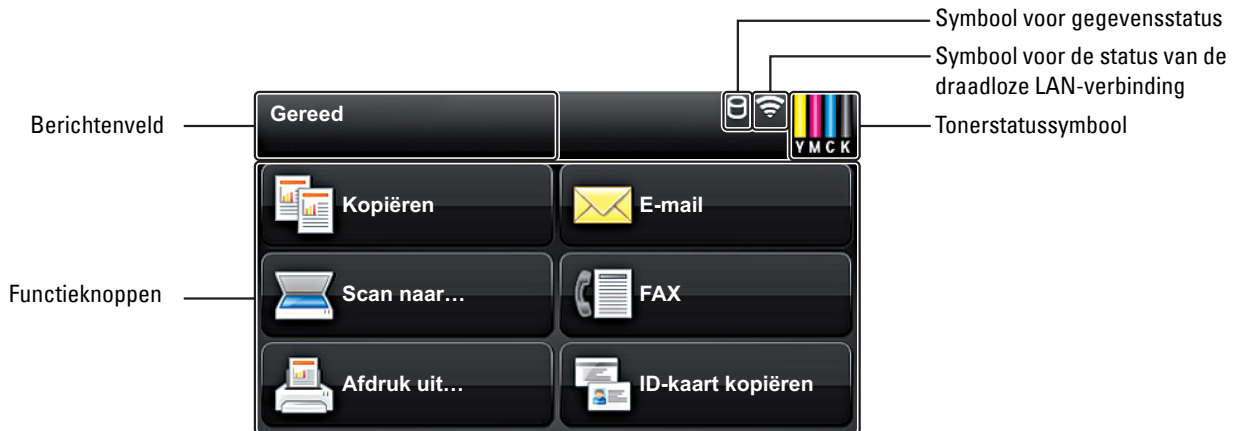 Symbool voor gegevensstatus
Symbool voor de status van de
draadloze LAN-verbinding
Berichtenveld
Gereed
Tonerstatussymbool
Y M C K
Kopiëren
E-mail
Functieknoppen
Scan naar…
FAX
Afdruk uit…
ID-kaart kopiëren